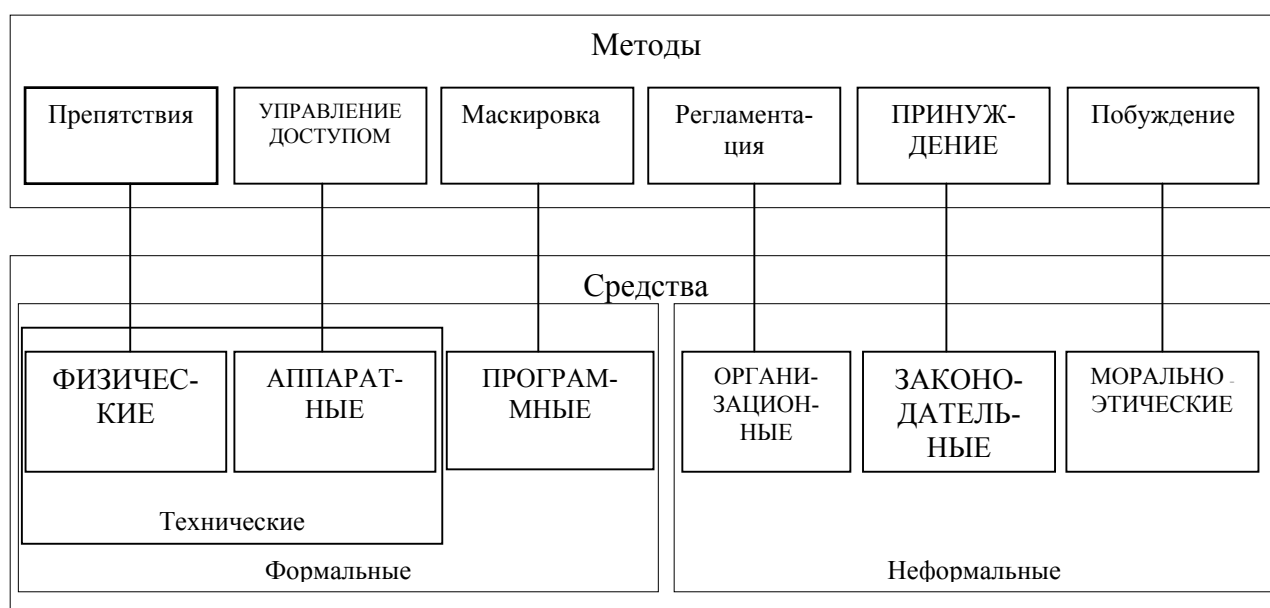 Методы
Препятствия
УПРАВЛЕНИЕ
ДОСТУПОМ
Маскировка
Регламента-
ция
ПРИНУЖ-
ДЕНИЕ
Побуждение
Средства
ФИЗИЧЕС-
КИЕ
АППАРАТ-
НЫЕ
ПРОГРАМ-
МНЫЕ
ОРГАНИ-
ЗАЦИОН-
НЫЕ
ЗАКОНО-
ДАТЕЛЬ-
НЫЕ
МОРАЛЬНО -
ЭТИЧЕСКИЕ
Технические
Формальные
Неформальные